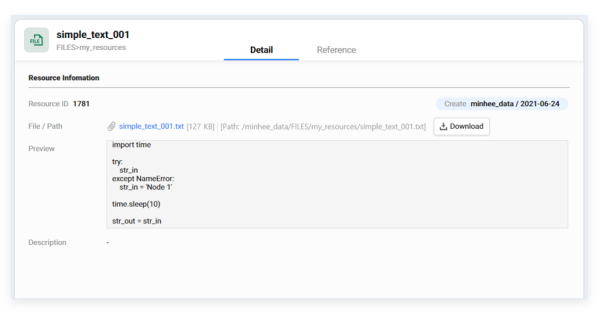 FILE
simple_text_001
FILES>my_resources
Detail
Reference
Resource Infomation
Resource ID 1781
Create minhee_data / 2021-06-24
File / Path simple_text_001.txt [127 KB] | [Path: /minhee_data/FILES/my_resources/simple_text_001.txt] Download
Preview
import time
try:
str_in
except NameError:
str_in = 'Node 1'
time.sleep(10)
str_out = str_in
Description -